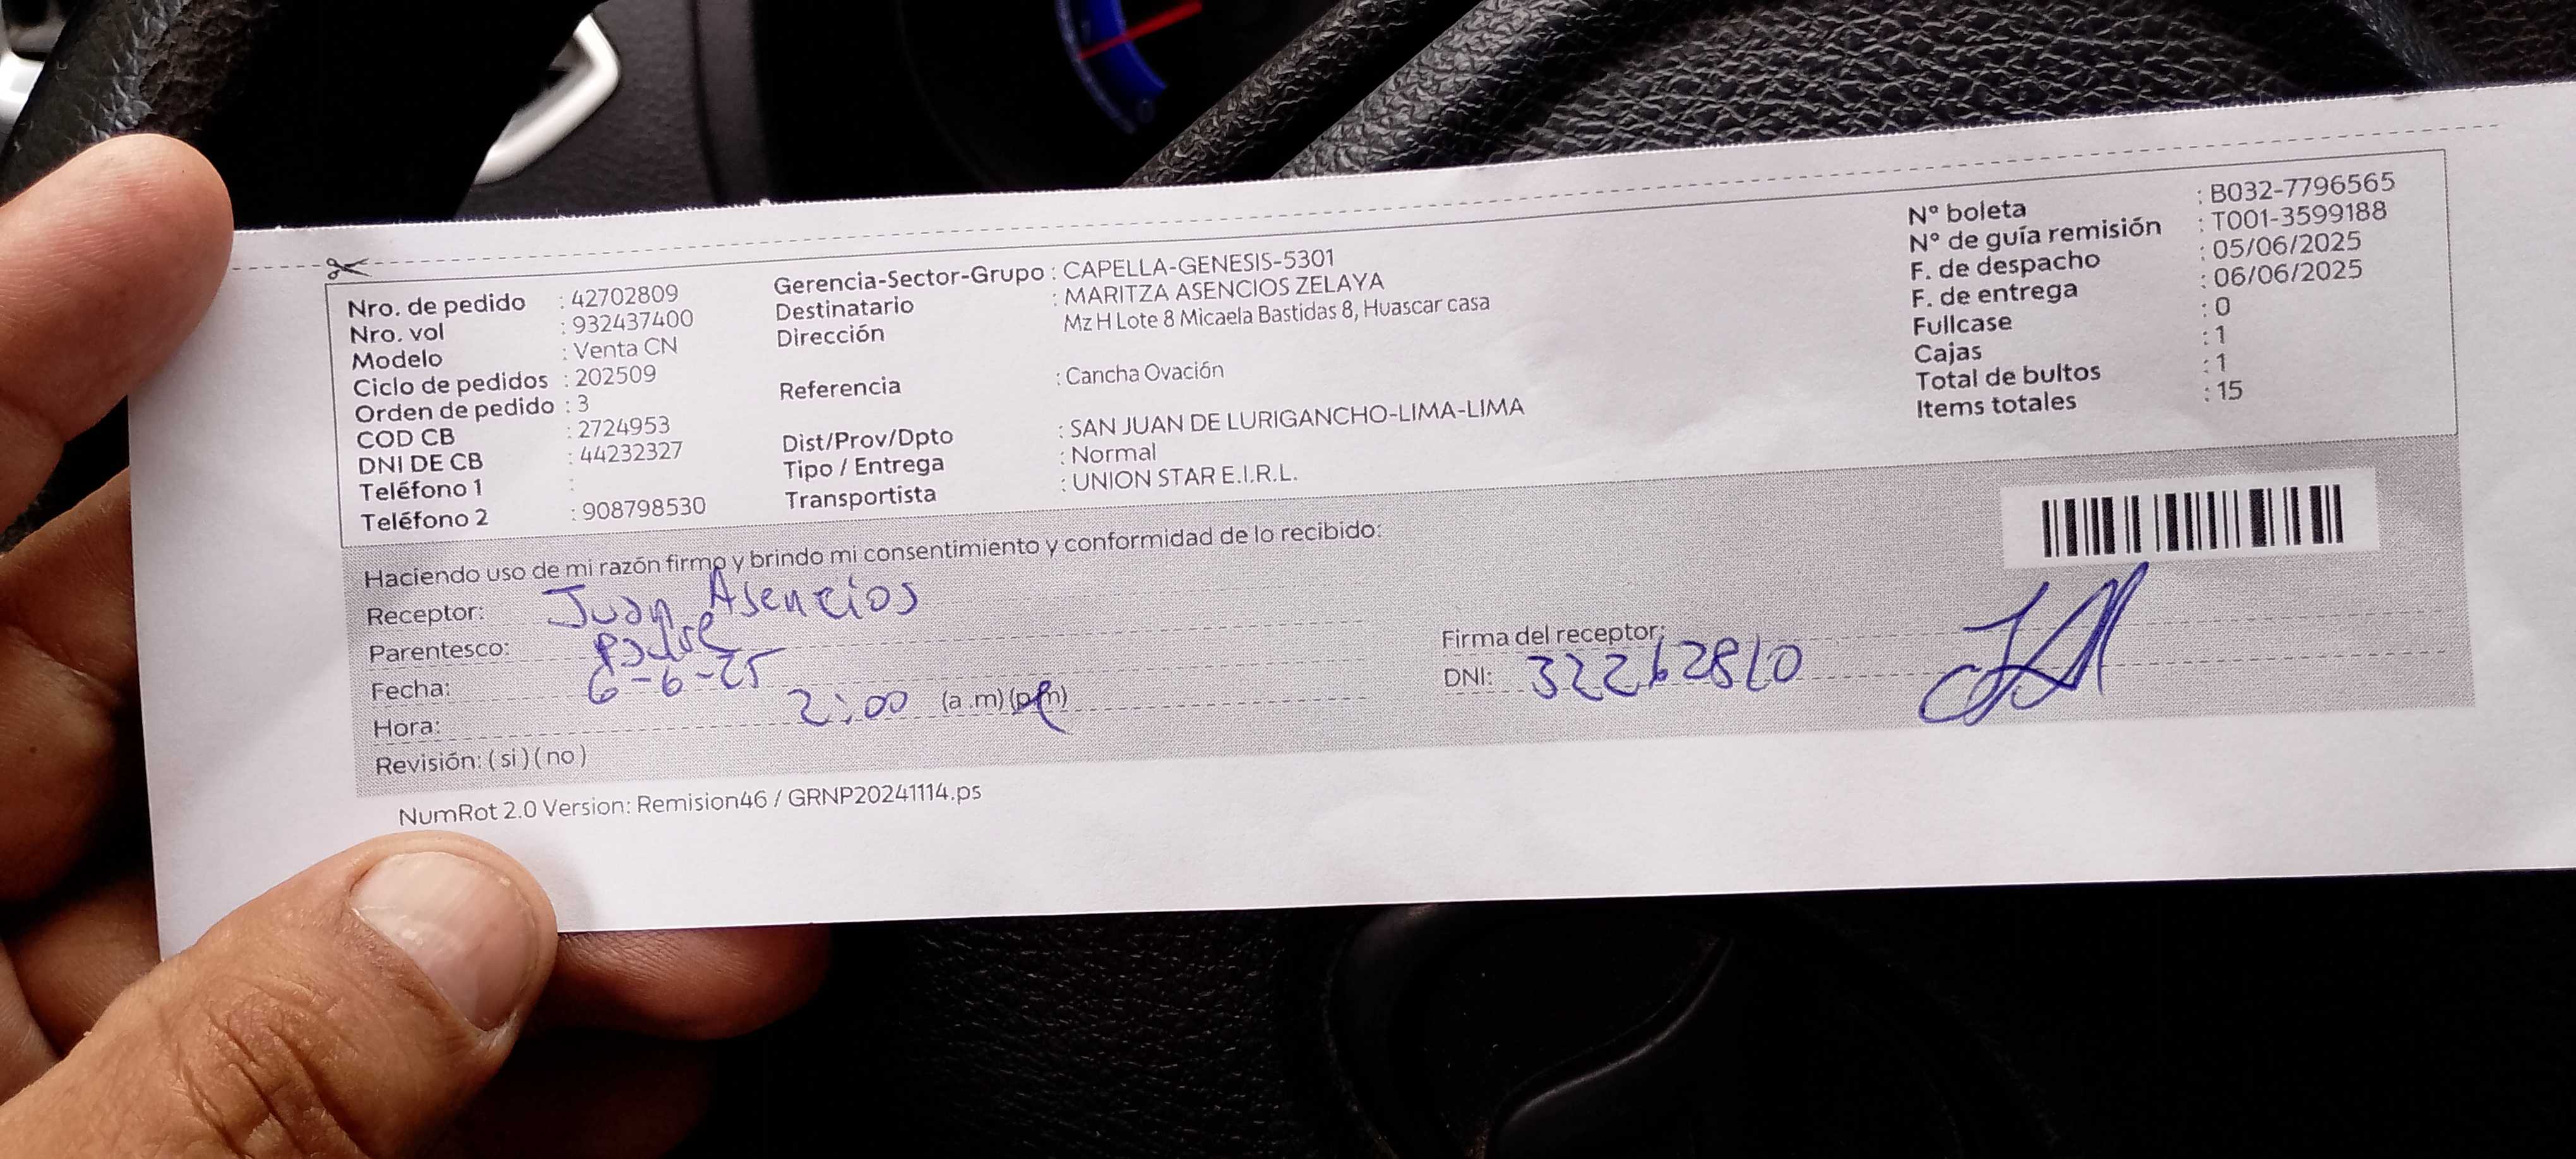 Nro. de pedido : 42702809
Nro. vol : 932437400
Modelo : Venta CN
Ciclo de pedidos : 202509
Orden de pedido : 3
COD CB : 2724953
DNI DE CB : 44232327
Teléfono 1 :
Teléfono 2 : 908798530
Gerencia-Sector-Grupo : CAPELLA-GENESIS-5301
Destinatario : MARITZA ASENCIOS ZELAYA
Dirección Mz H Lote 8 Micaela Bastidas 8, Huascar casa
Referencia : Cancha Ovación
Dist/Prov/Dpto : SAN JUAN DE LURIGANCHO-LIMA-LIMA
Tipo / Entrega : Normal
Transportista : UNION STAR E.I.R.L.
N° boleta : B032-7796565
N° de guía remisión : T001-3599188
F. de despacho : 05/06/2025
F. de entrega : 06/06/2025
Fullcase : 0
Cajas : 1
Total de bultos : 1
Items totales : 15
Haciendo uso de mi razón firmo y brindo mi consentimiento y conformidad de lo recibido:
Receptor: Juan Asencios
Parentesco: Padre
Fecha: 6-6-25
Hora: 2:00 (a.m) (p.m)
Revisión: ( si ) ( no )
Firma del receptor:
DNI:
NumRot 2.0 Version: Remision46 / GRNP20241114.ps